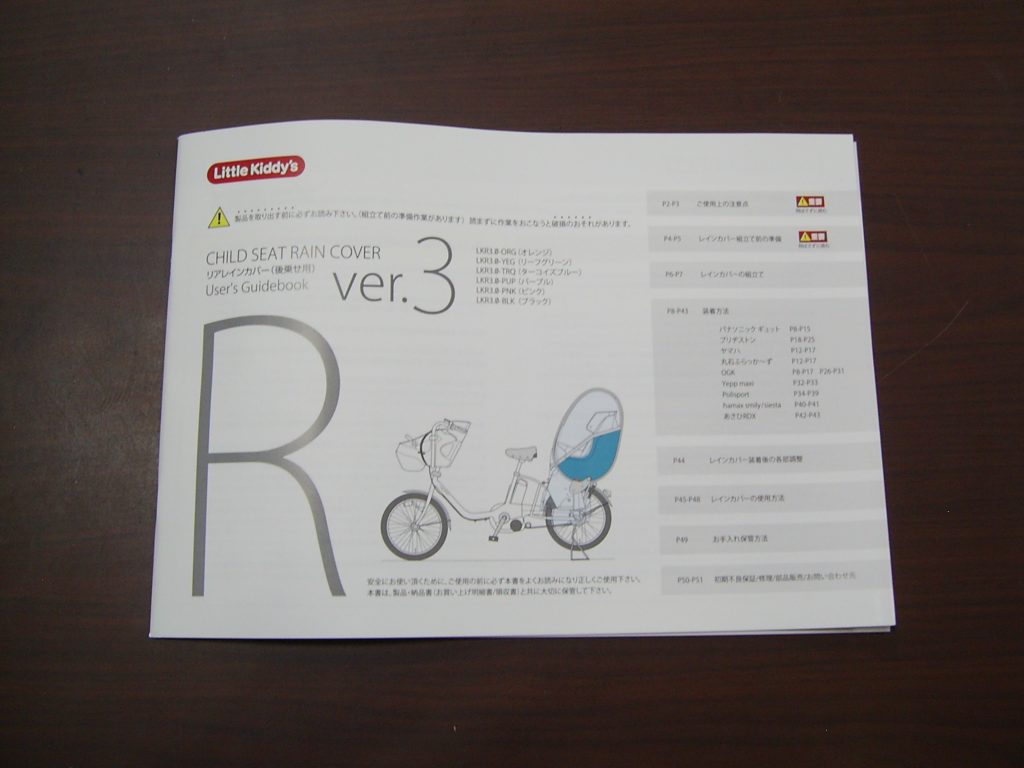 Little Kiddy's
製品を取り出す前に必ずお読み下さい。（組立て前の準備作業があります） 読まずに作業をおこなうと破損のおそれがあります。
CHILD SEAT RAIN COVER
リアレインカバー（後乗せ用）
User's Guidebook
ver.3
LKR3.0-ORG（オレンジ）
LKR3.0-YEG（リーフグリーン）
LKR3.0-TRQ（ターコイズブルー）
LKR3.0-PUP（パープル）
LKR3.0-PNK（ピンク）
LKR3.0-BLK（ブラック）
R
安全にお使い頂くために、ご使用の前に必ず本書をよくお読みになり正しくご使用下さい。
本書は、製品・納品書（お買い上げ明細書/領収書）と共に大切に保管して下さい。
P2-P3 ご使用上の注意点
重要
P4-P5 レインカバー組立て前の準備
重要
P6-P7 レインカバーの組立て
P8-P43 装着方法
パナソニック ギュット P8-P15
ブリヂストン P18-P25
ヤマハ P12-P17
丸石ふらっか〜ず P12-P17
OGK P8-P17 P26-P31
Yepp maxi P32-P33
Polisport P34-P39
hamax smily/siesta P40-P41
あさひRDX P42-P43
P44 レインカバー装着後の各部調整
P45-P48 レインカバーの使用方法
P49 お手入れ保管方法
P50-P51 初期不良保証/修理/部品販売/お問い合わせ先